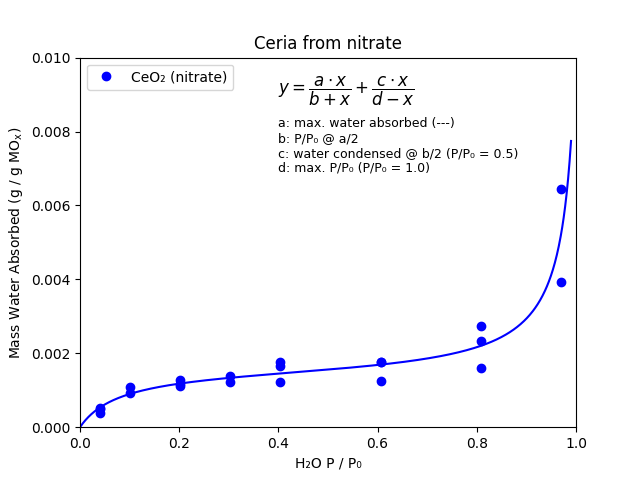 Ceria from nitrate
CeO₂ (nitrate)
y = a · x / b + x + c · x / d − x
a: max. water absorbed (---)
b: P/P₀ @ a/2
c: water condensed @ b/2 (P/P₀ = 0.5)
d: max. P/P₀ (P/P₀ = 1.0)
Mass Water Absorbed (g / g MOₓ)
0.010
0.008
0.006
0.004
0.002
0.000
0.0 0.2 0.4 0.6 0.8 1.0
H₂O P / P₀